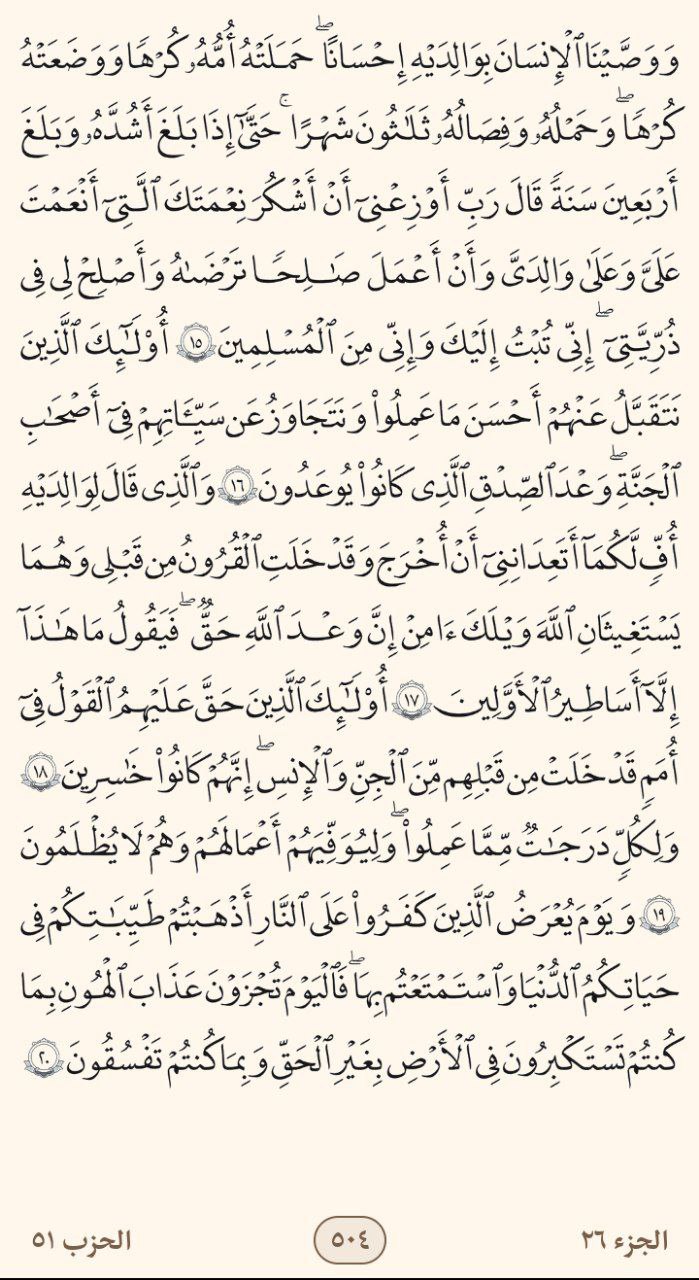 وَوَصَّيْنَا ٱلْإِنسَٰنَ بِوَٰلِدَيْهِ إِحْسَٰنًاۖ حَمَلَتْهُ أُمُّهُۥ كُرْهًا وَوَضَعَتْهُ
كُرْهًاۖ وَحَمْلُهُۥ وَفِصَٰلُهُۥ ثَلَٰثُونَ شَهْرًاۚ حَتَّىٰٓ إِذَا بَلَغَ أَشُدَّهُۥ وَبَلَغَ
أَرْبَعِينَ سَنَةً قَالَ رَبِّ أَوْزِعْنِىٓ أَنْ أَشْكُرَ نِعْمَتَكَ ٱلَّتِىٓ أَنْعَمْتَ
عَلَىَّ وَعَلَىٰ وَٰلِدَىَّ وَأَنْ أَعْمَلَ صَٰلِحًا تَرْضَىٰهُ وَأَصْلِحْ لِى فِى
ذُرِّيَّتِىٓۖ إِنِّى تُبْتُ إِلَيْكَ وَإِنِّى مِنَ ٱلْمُسْلِمِينَ ١٥ أُو۟لَٰٓئِكَ ٱلَّذِينَ
نَتَقَبَّلُ عَنْهُمْ أَحْسَنَ مَا عَمِلُوا۟ وَنَتَجَاوَزُ عَن سَيِّـَٔاتِهِمْ فِىٓ أَصْحَٰبِ
ٱلْجَنَّةِۖ وَعْدَ ٱلصِّدْقِ ٱلَّذِى كَانُوا۟ يُوعَدُونَ ١٦ وَٱلَّذِى قَالَ لِوَٰلِدَيْهِ
أُفٍّ لَّكُمَآ أَتَعِدَانِنِىٓ أَنْ أُخْرَجَ وَقَدْ خَلَتِ ٱلْقُرُونُ مِن قَبْلِى وَهُمَا
يَسْتَغِيثَانِ ٱللَّهَ وَيْلَكَ ءَامِنْ إِنَّ وَعْدَ ٱللَّهِ حَقٌّۖ فَيَقُولُ مَا هَٰذَآ
إِلَّآ أَسَٰطِيرُ ٱلْأَوَّلِينَ ١٧ أُو۟لَٰٓئِكَ ٱلَّذِينَ حَقَّ عَلَيْهِمُ ٱلْقَوْلُ فِىٓ
أُمَمٍ قَدْ خَلَتْ مِن قَبْلِهِم مِّنَ ٱلْجِنِّ وَٱلْإِنسِۖ إِنَّهُمْ كَانُوا۟ خَٰسِرِينَ ١٨
وَلِكُلٍّ دَرَجَٰتٌ مِّمَّا عَمِلُوا۟ۖ وَلِيُوَفِّيَهُمْ أَعْمَٰلَهُمْ وَهُمْ لَا يُظْلَمُونَ
١٩ وَيَوْمَ يُعْرَضُ ٱلَّذِينَ كَفَرُوا۟ عَلَى ٱلنَّارِ أَذْهَبْتُمْ طَيِّبَٰتِكُمْ فِى
حَيَاتِكُمُ ٱلدُّنْيَا وَٱسْتَمْتَعْتُم بِهَاۖ فَٱلْيَوْمَ تُجْزَوْنَ عَذَابَ ٱلْهُونِ بِمَا
كُنتُمْ تَسْتَكْبِرُونَ فِى ٱلْأَرْضِ بِغَيْرِ ٱلْحَقِّ وَبِمَا كُنتُمْ تَفْسُقُونَ ٢٠
الجزء ٢٦ ٥٠٤ الحزب ٥١